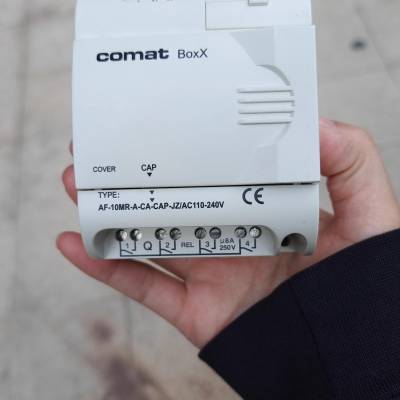 comat BoxX
COVER CAP
TYPE:
AF-10MR-A-CA-CAP-JZ/AC110-240V
CE
1 Q 2 REL 3 µ8A 4
250V